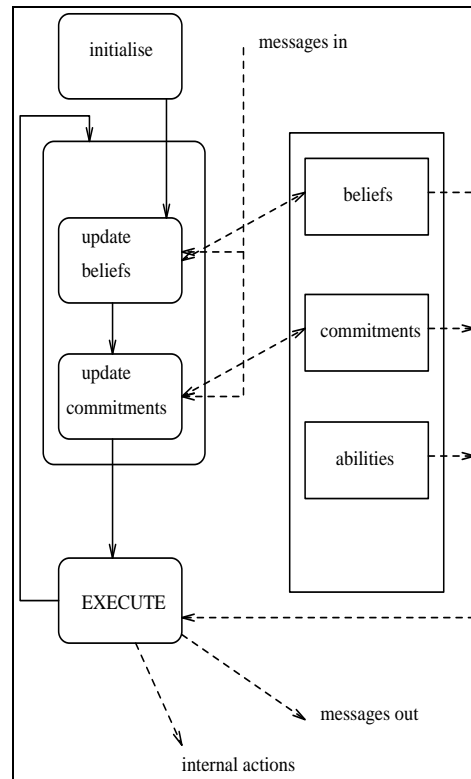 initialise
messages in
update
beliefs
beliefs
update
commitments
commitments
abilities
EXECUTE
messages out
internal actions